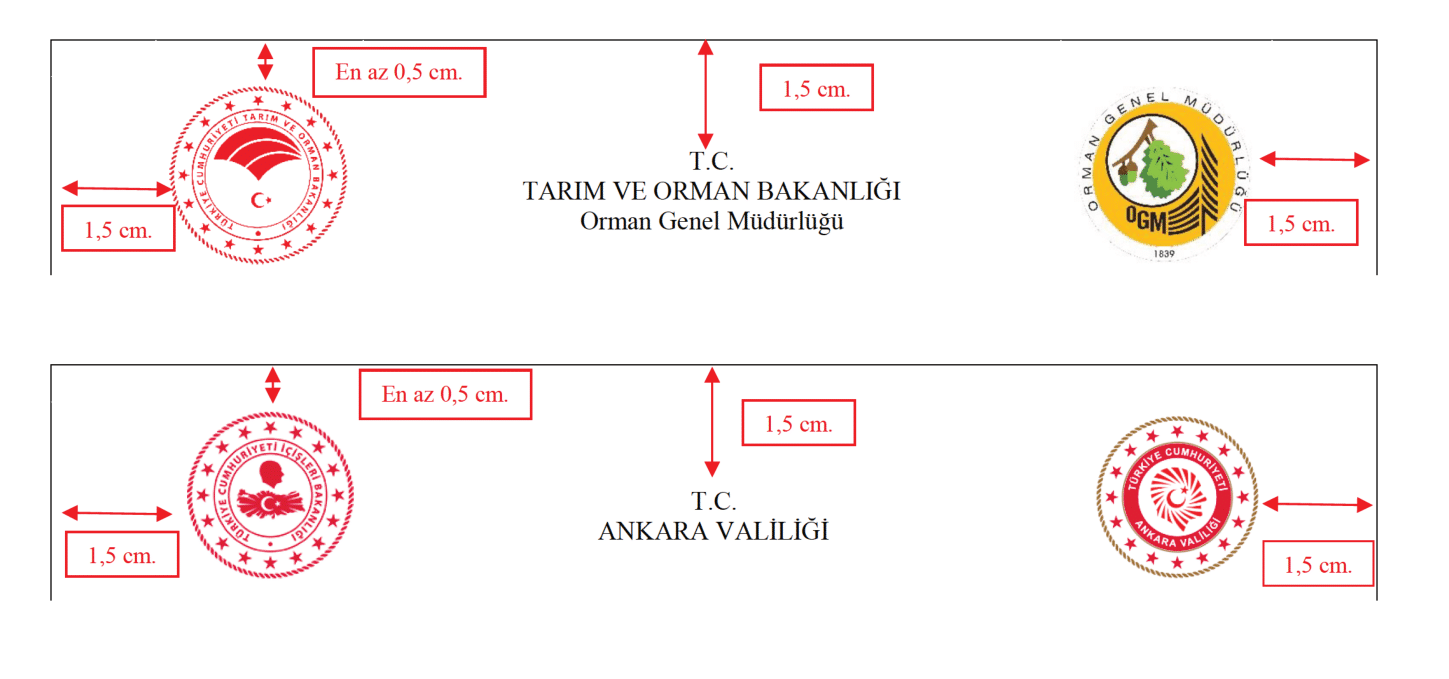 En az 0,5 cm.
1,5 cm.
TÜRKİYE CUMHURİYETİ TARIM VE ORMAN BAKANLIĞI
1,5 cm.
T.C.
TARIM VE ORMAN BAKANLIĞI
Orman Genel Müdürlüğü
ORMAN GENEL MÜDÜRLÜĞÜ
OGM
1839
1,5 cm.
En az 0,5 cm.
1,5 cm.
TÜRKİYE CUMHURİYETİ İÇİŞLERİ BAKANLIĞI
1,5 cm.
T.C.
ANKARA VALİLİĞİ
TÜRKİYE CUMHURİYETİ
ANKARA VALİLİĞİ
1,5 cm.